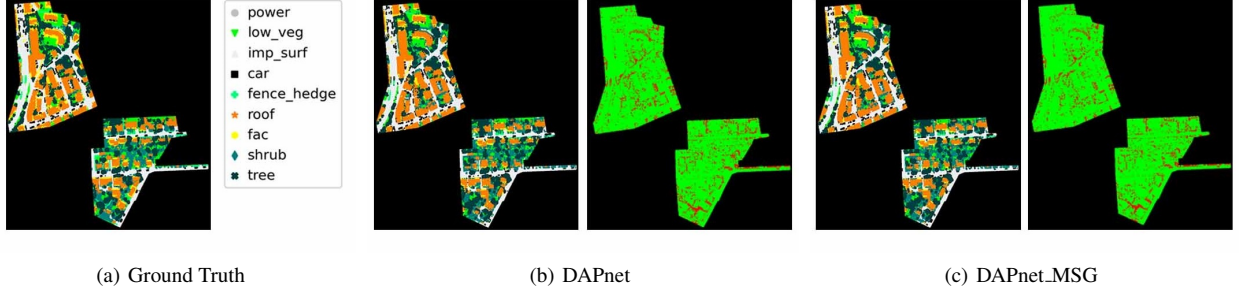 power
low_veg
imp_surf
car
fence_hedge
roof
fac
shrub
tree
(a) Ground Truth
(b) DAPnet
(c) DAPnet_MSG